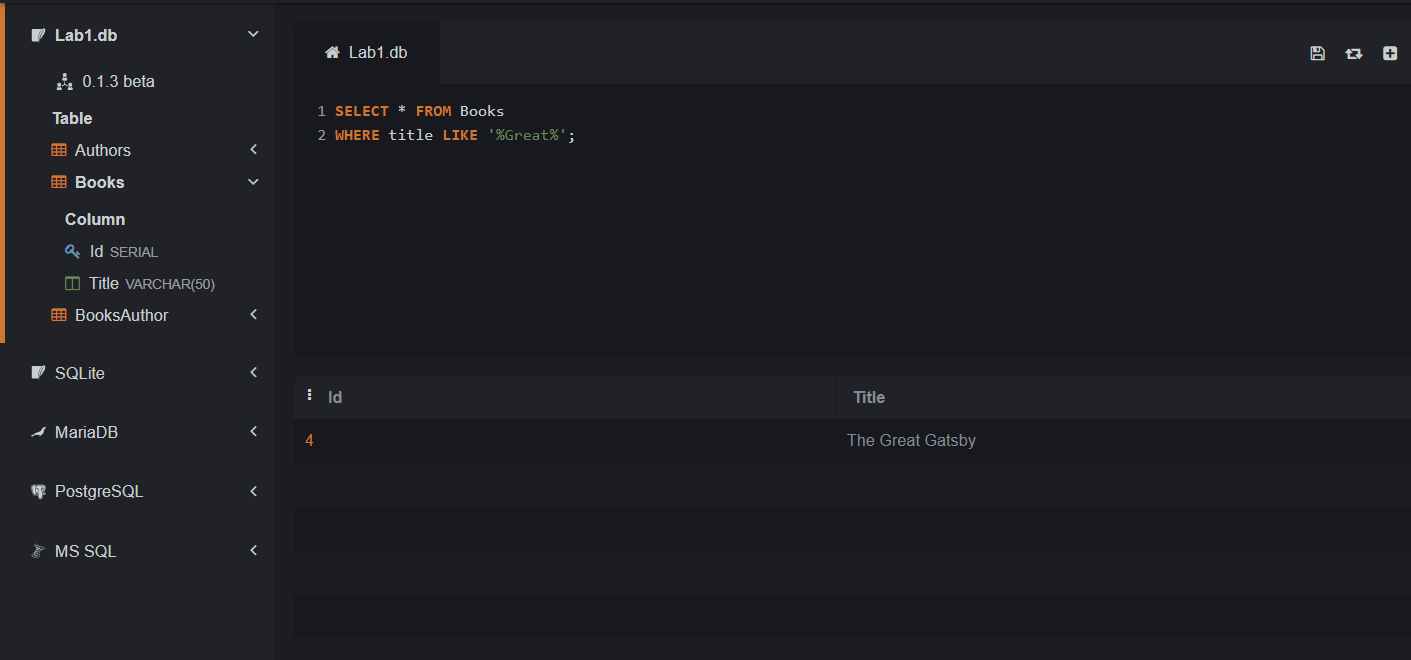 Lab1.db
0.1.3 beta
Table
Authors
Books
Column
Id SERIAL
Title VARCHAR(50)
BooksAuthor
SQLite
MariaDB
PostgreSQL
MS SQL
Lab1.db
1 SELECT * FROM Books
2 WHERE title LIKE '%Great%';
Id Title
4 The Great Gatsby